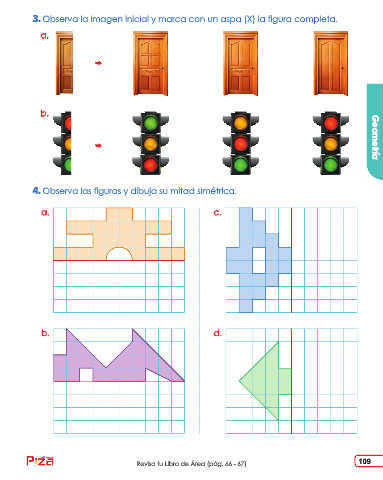 3. Observa la imagen inicial y marca con un aspa (X) la figura completa.
a.
b.
Geometría
4. Observa las figuras y dibuja su mitad simétrica.
a.
c.
b.
d.
Revisa tu Libro de Área (pág. 66 - 67)
109